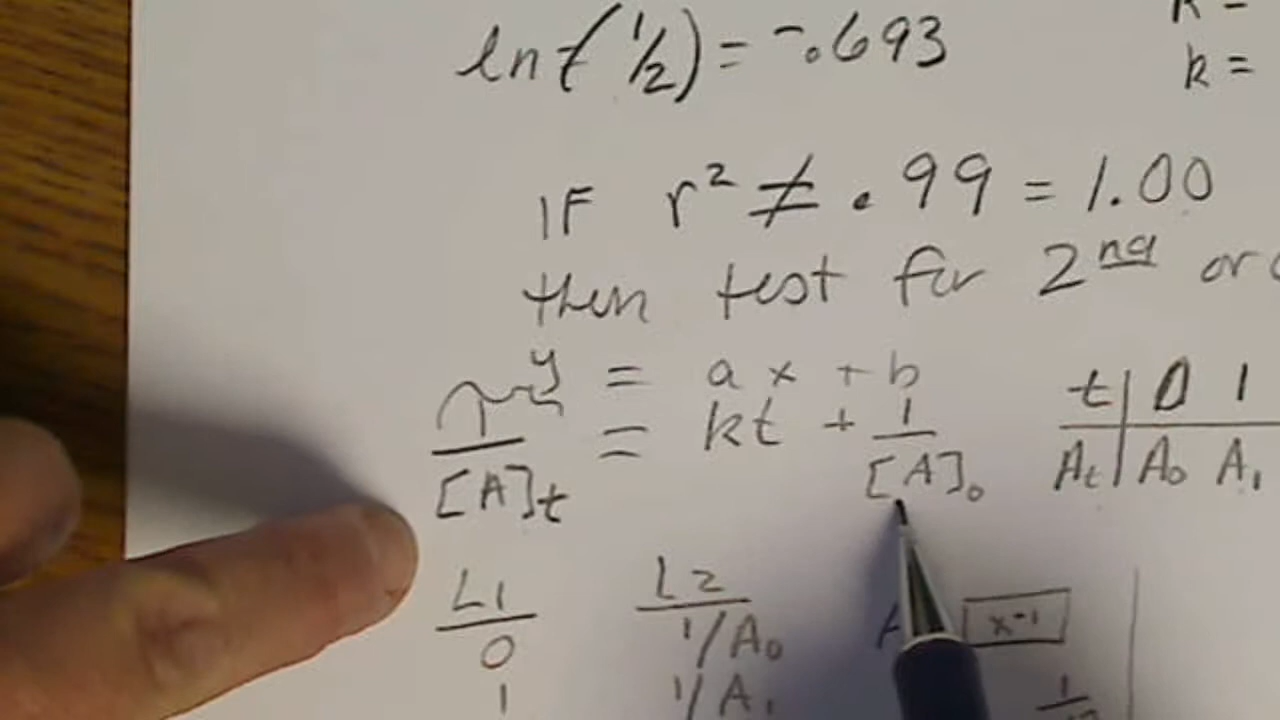 ln(1/2) = -.693
k =
k =
IF r² ≠ .99 = 1.00
then test for 2nd or
y = ax + b
1/[A]t = kt + 1/[A]0
t | 0 1
At | A0 A1
L1 L2
0 1/A0 x⁻¹
1 1/A1